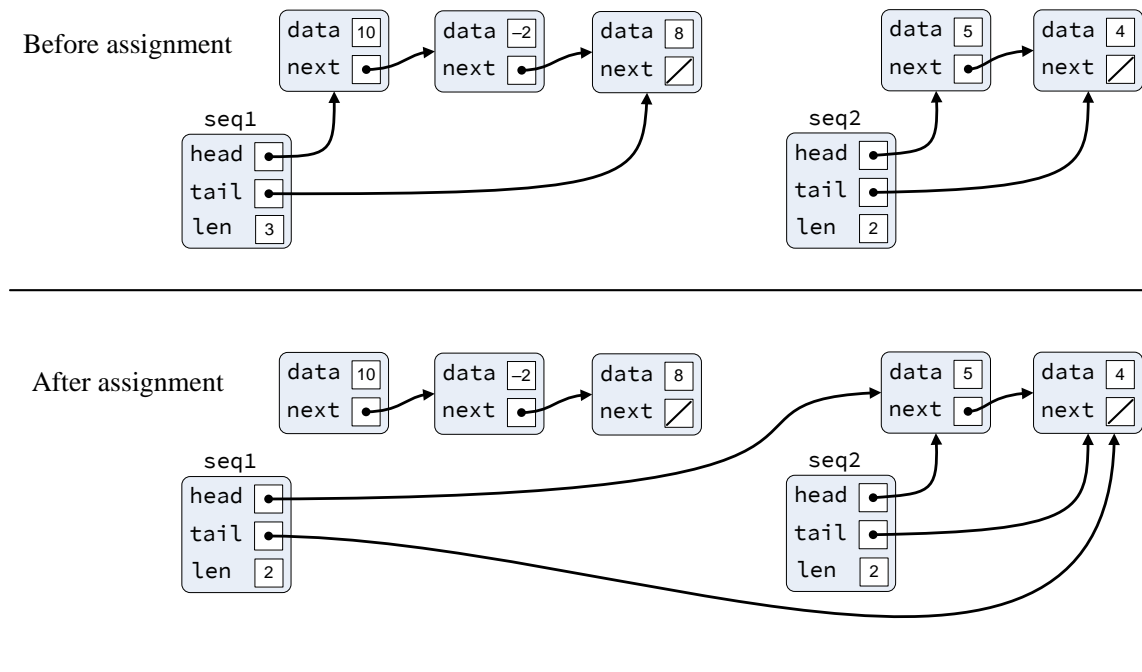 Before assignment
data 10
next
data –2
next
data 8
next
data 5
next
data 4
next
seq1
head
tail
len 3
seq2
head
tail
len 2
After assignment
data 10
next
data –2
next
data 8
next
data 5
next
data 4
next
seq1
head
tail
len 2
seq2
head
tail
len 2